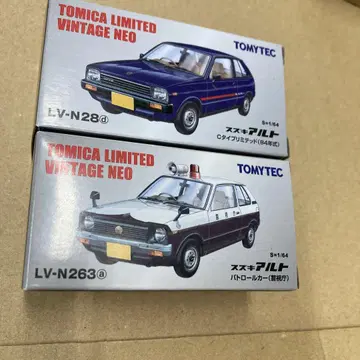 TOMICA LIMITED
VINTAGE NEO
TOMYTEC
S=1/64
LV-N28ⓓ
スズキ アルト
Cタイプリミテッド(84年式)
TOMICA LIMITED
VINTAGE NEO
TOMYTEC
S=1/64
LV-N263ⓐ
スズキ アルト
パトロールカー(警視庁)